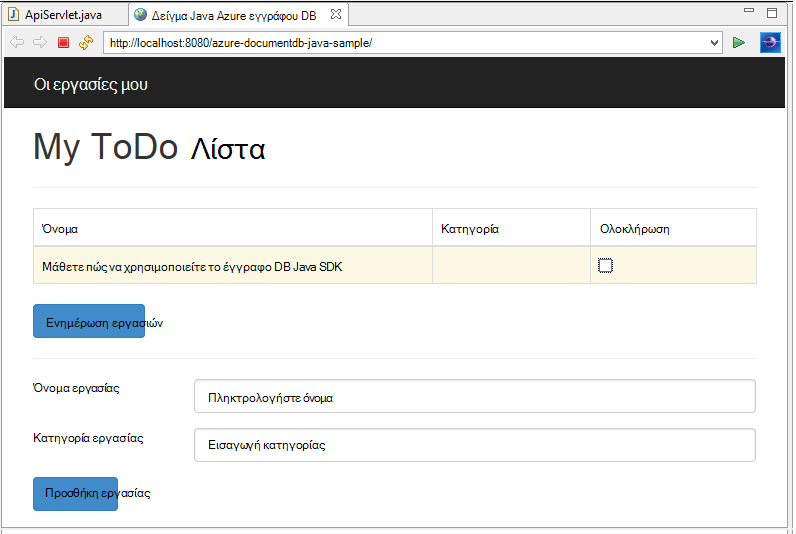 ApiServlet.java Δείγμα Java Azure εγγράφου DB
http://localhost:8080/azure-documentdb-java-sample/
Οι εργασίες μου
My ToDo Λίστα
Όνομα Κατηγορία Ολοκλήρωση
Μάθετε πώς να χρησιμοποιείτε το έγγραφο DB Java SDK
Ενημέρωση εργασιών
Όνομα εργασίας Πληκτρολογήστε όνομα
Κατηγορία εργασίας Εισαγωγή κατηγορίας
Προσθήκη εργασίας